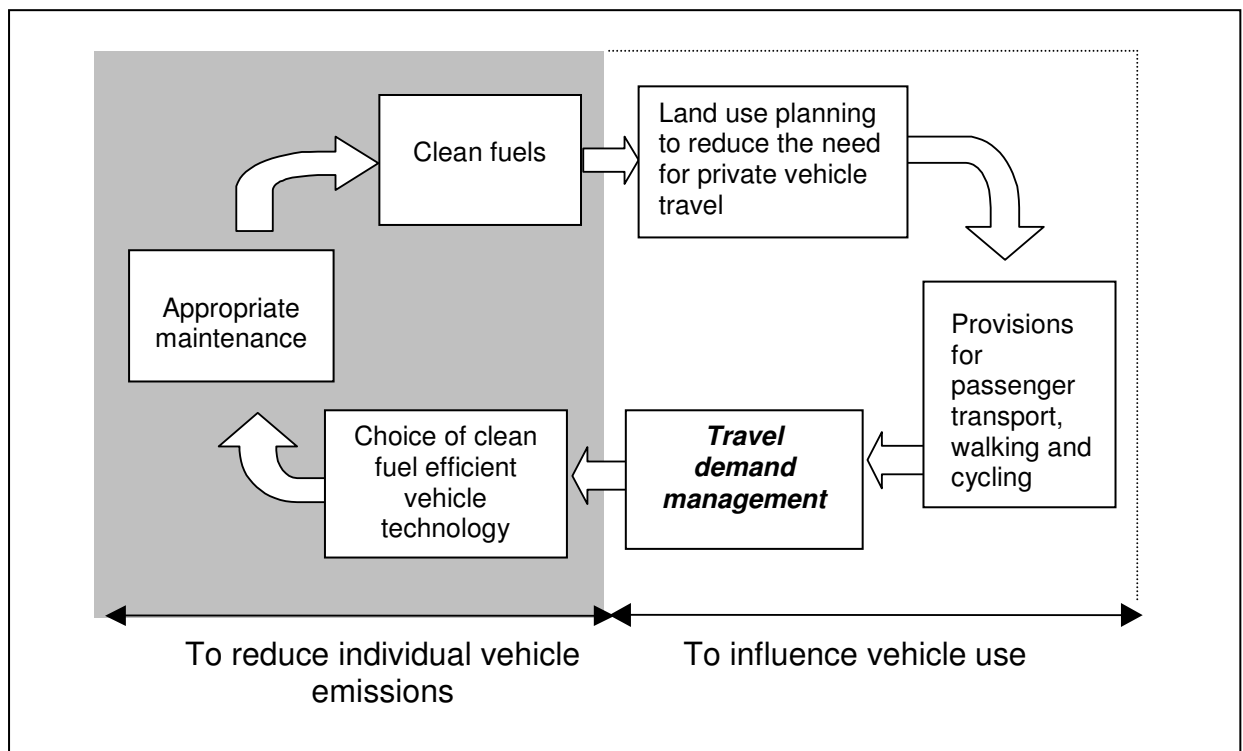 Clean fuels
Land use planning
to reduce the need
for private vehicle
travel
Appropriate
maintenance
Provisions
for
passenger
transport,
walking and
cycling
Choice of clean
fuel efficient
vehicle
technology
Travel
demand
management
To reduce individual vehicle
emissions
To influence vehicle use